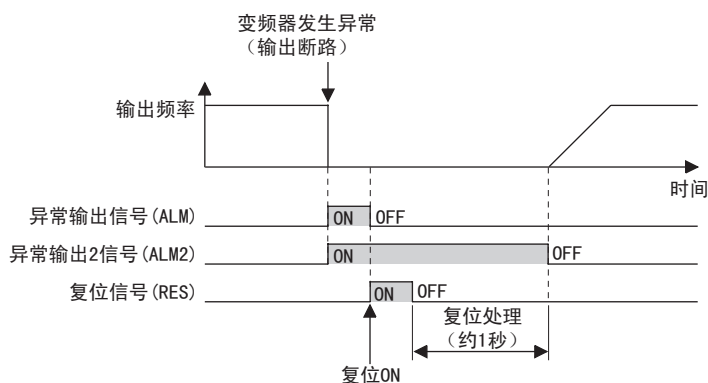 变频器发生异常
（输出断路）
输出频率
时间
异常输出信号(ALM)
ON
OFF
异常输出2信号(ALM2)
ON
OFF
复位信号(RES)
ON
OFF
复位处理
（约1秒）
复位ON